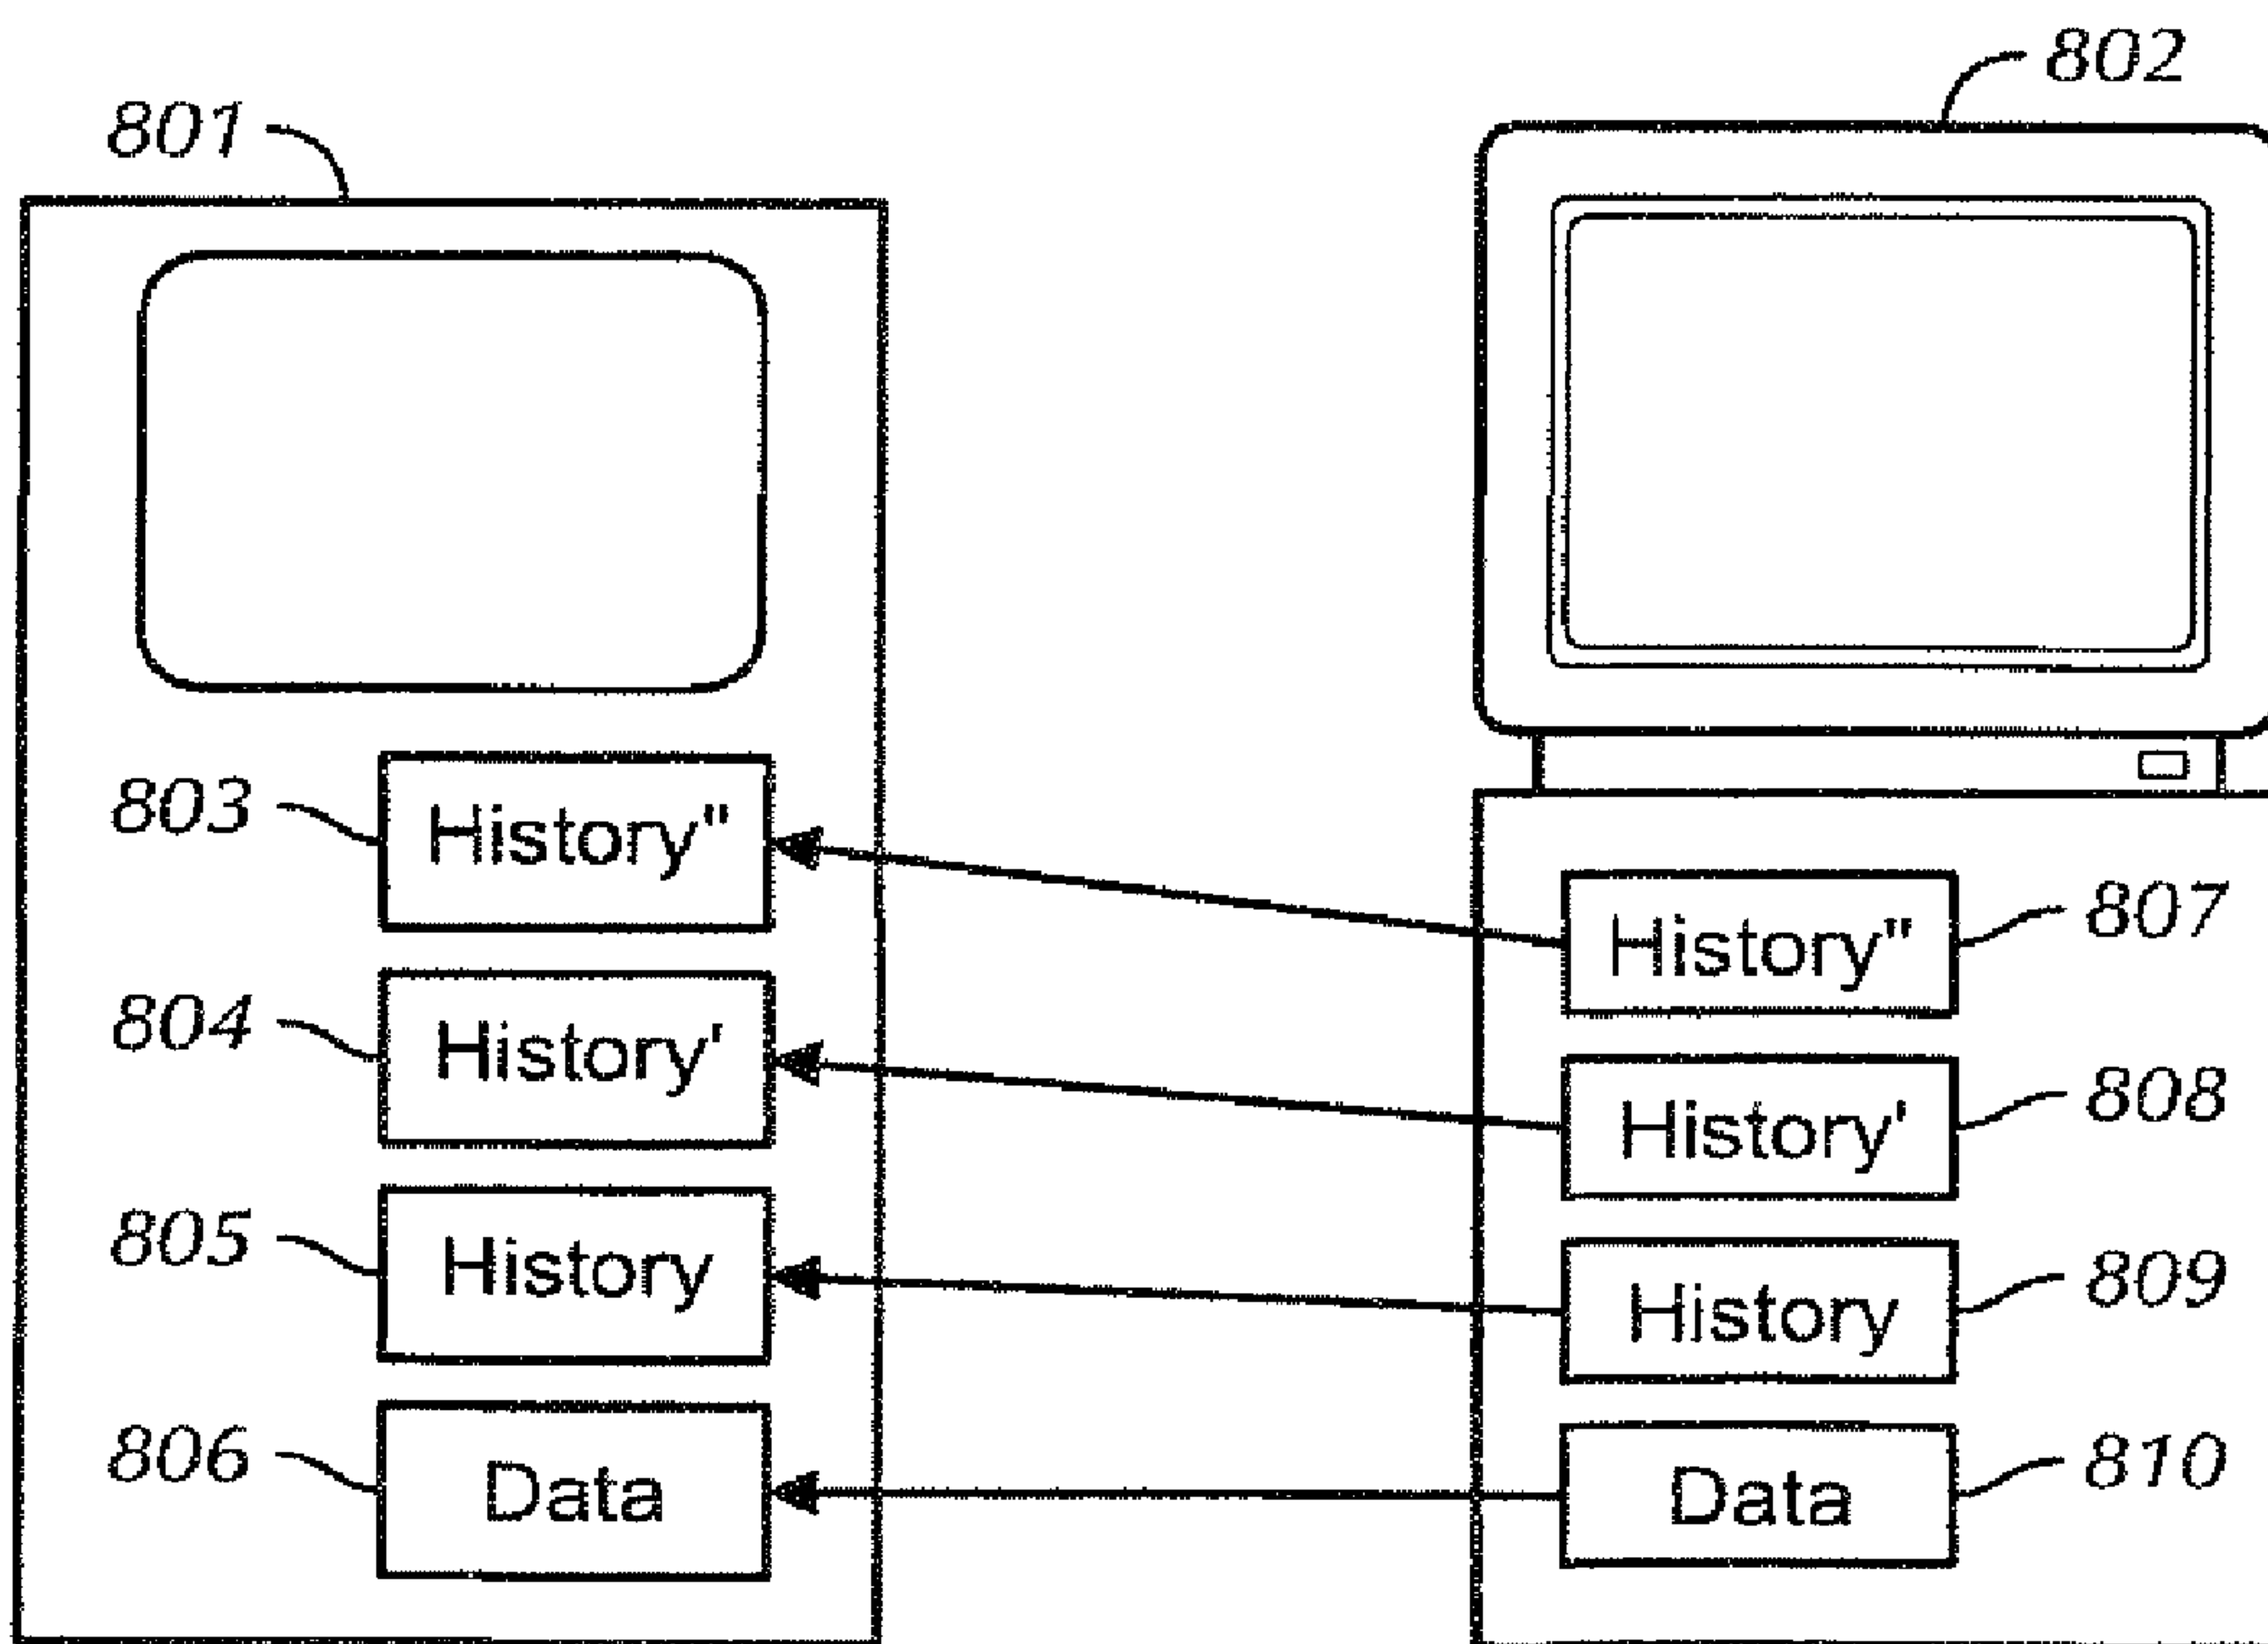 802
801
803 History"
History" 807
804 History'
History' 808
805 History
History 809
806 Data
Data 810